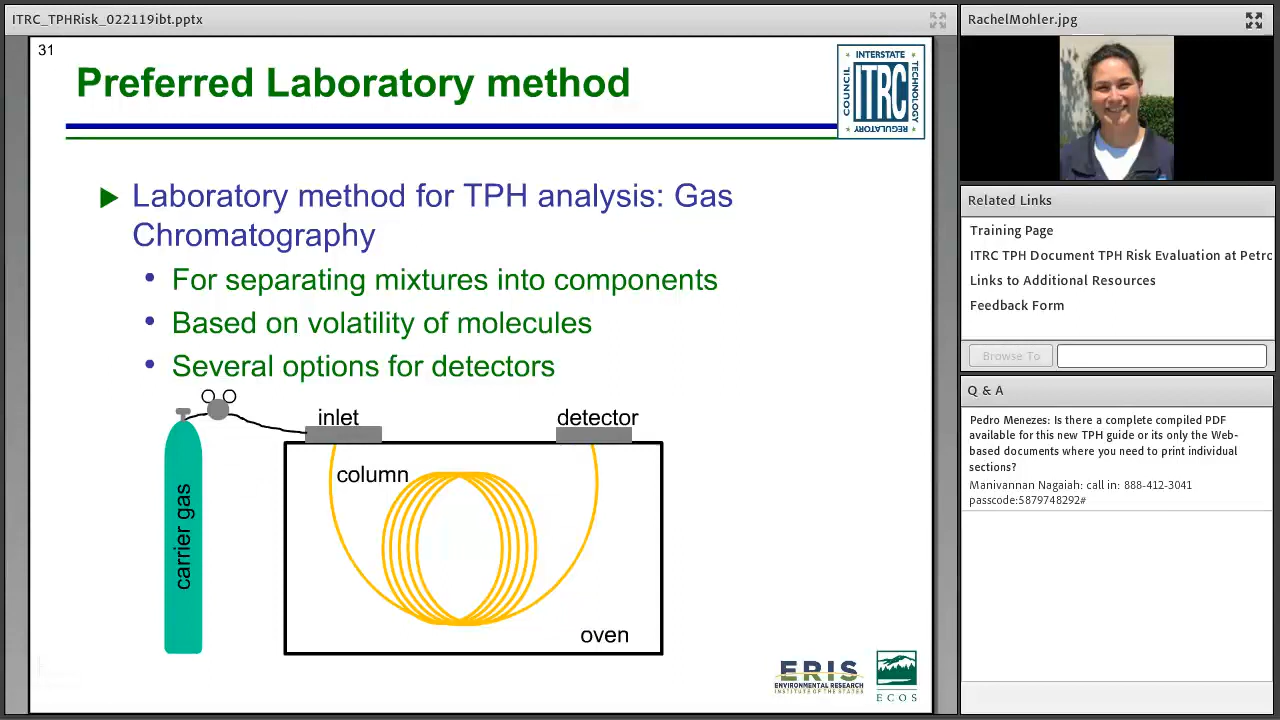 ITRC_TPHRisk_022119ibt.pptx
31
Preferred Laboratory method
INTERSTATE
COUNCIL
ITRC
TECHNOLOGY
REGULATORY
Laboratory method for TPH analysis: Gas
Chromatography
• For separating mixtures into components
• Based on volatility of molecules
• Several options for detectors
inlet
detector
column
carrier gas
oven
ERIS
ENVIRONMENTAL RESEARCH
INSTITUTE OF THE STATES
ECOS
RachelMohler.jpg
Related Links
Training Page
ITRC TPH Document TPH Risk Evaluation at Petrc
Links to Additional Resources
Feedback Form
Browse To
Q & A
Pedro Menezes: Is there a complete compiled PDF
available for this new TPH guide or its only the Web-
based documents where you need to print individual
sections?
Manivannan Nagaiah: call in: 888-412-3041
passcode:5879748292#